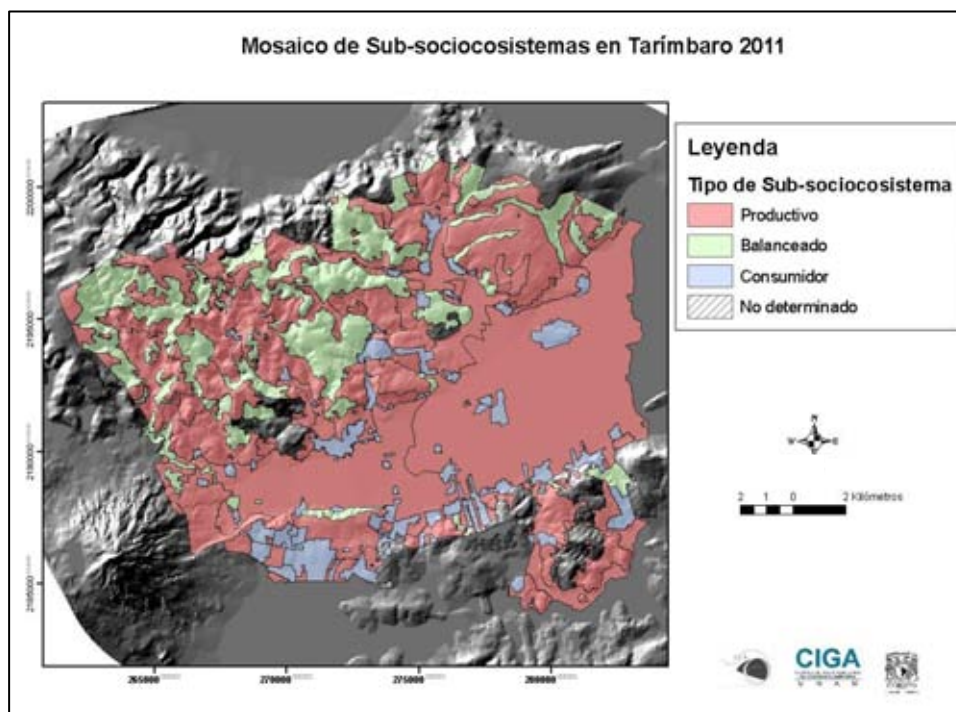 Mosaico de Sub-sociocosistemas en Tarímbaro 2011
Leyenda
Tipo de Sub-sociocosistema
Productivo
Balanceado
Consumidor
No determinado
2200000
2195000
2190000
2185000
265000
270000
275000
280000
N
W
E
S
2 1 0 2 Kilómetros
CIGA
UNAM